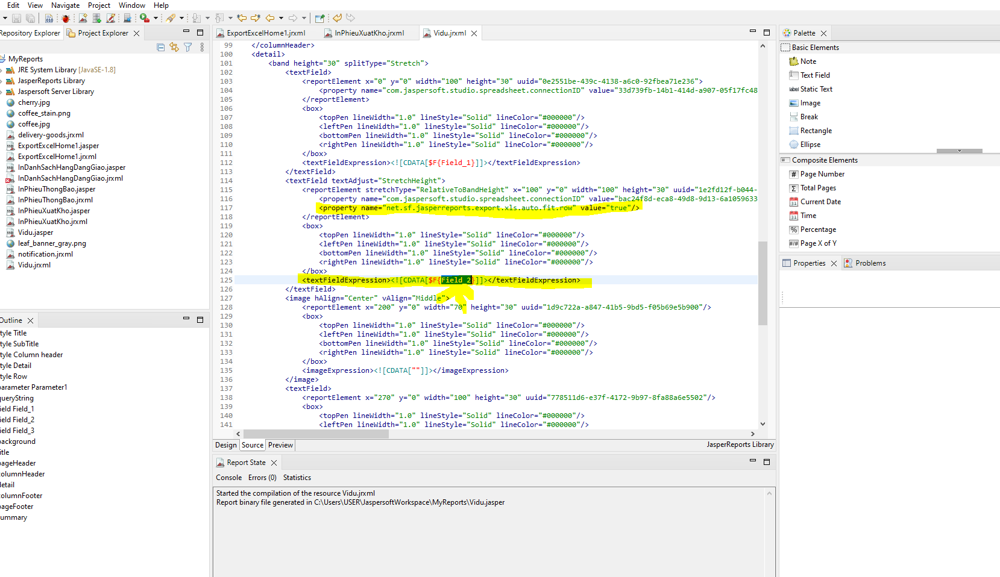 Edit View Navigate Project Window Help
Repository Explorer Project Explorer
MyReports
JRE System Library [JavaSE-1.8]
JasperReports Library
Jaspersoft Server Library
cherry.jpg
coffee_stain.png
coffee.jpg
delivery-goods.jrxml
ExportExcelHome1.jasper
ExportExcelHome1.jrxml
InDanhSachHangDangGiao.jasper
InDanhSachHangDangGiao.jrxml
InPhieuThongBao.jasper
InPhieuThongBao.jrxml
InPhieuXuatKho.jasper
InPhieuXuatKho.jrxml
Vidu.jasper
leaf_banner_gray.png
notification.jrxml
Vidu.jrxml
Outline
tyle Title
tyle SubTitle
tyle Column header
tyle Detail
tyle Row
parameter Parameter1
queryString
ield Field_1
ield Field_2
ield Field_3
background
itle
pageHeader
columnHeader
detail
columnFooter
pageFooter
summary
ExportExcelHome1.jrxml InPhieuXuatKho.jrxml Vidu.jrxml
99 </columnHeader>
100 <detail>
101 <band height="30" splitType="Stretch">
102 <textField>
103 <reportElement x="0" y="0" width="100" height="30" uuid="0e2551be-439c-4138-a6c0-92fbea71e236">
104 <property name="com.jaspersoft.studio.spreadsheet.connectionID" value="33d739fb-14b1-414d-a907-05f17fc48
105 </reportElement>
106 <box>
107 <topPen lineWidth="1.0" lineStyle="Solid" lineColor="#000000"/>
108 <leftPen lineWidth="1.0" lineStyle="Solid" lineColor="#000000"/>
109 <bottomPen lineWidth="1.0" lineStyle="Solid" lineColor="#000000"/>
110 <rightPen lineWidth="1.0" lineStyle="Solid" lineColor="#000000"/>
111 </box>
112 <textFieldExpression><![CDATA[$F{Field_1}]]></textFieldExpression>
113 </textField>
114 <textField textAdjust="StretchHeight">
115 <reportElement stretchType="RelativeToBandHeight" x="100" y="0" width="100" height="30" uuid="1e2fd12f-b044-
116 <property name="com.jaspersoft.studio.spreadsheet.connectionID" value="bac24f8d-eca8-49d8-9d13-6a1059633
117 <property name="net.sf.jasperreports.export.xls.auto.fit.row" value="true"/>
118 </reportElement>
119 <box>
120 <topPen lineWidth="1.0" lineStyle="Solid" lineColor="#000000"/>
121 <leftPen lineWidth="1.0" lineStyle="Solid" lineColor="#000000"/>
122 <bottomPen lineWidth="1.0" lineStyle="Solid" lineColor="#000000"/>
123 <rightPen lineWidth="1.0" lineStyle="Solid" lineColor="#000000"/>
124 </box>
125 <textFieldExpression><![CDATA[$F{Field_2}]]></textFieldExpression>
126 </textField>
127 <image hAlign="Center" vAlign="Middle">
128 <reportElement x="200" y="0" width="70" height="30" uuid="1d9c722a-a847-41b5-9bd5-f05b69e5b900"/>
129 <box>
130 <topPen lineWidth="1.0" lineStyle="Solid" lineColor="#000000"/>
131 <leftPen lineWidth="1.0" lineStyle="Solid" lineColor="#000000"/>
132 <bottomPen lineWidth="1.0" lineStyle="Solid" lineColor="#000000"/>
133 <rightPen lineWidth="1.0" lineStyle="Solid" lineColor="#000000"/>
134 </box>
135 <imageExpression><![CDATA[""]]></imageExpression>
136 </image>
137 <textField>
138 <reportElement x="270" y="0" width="100" height="30" uuid="778511d6-e37f-4172-9b97-8fa88a6e5502"/>
139 <box>
140 <topPen lineWidth="1.0" lineStyle="Solid" lineColor="#000000"/>
141 <leftPen lineWidth="1.0" lineStyle="Solid" lineColor="#000000"/>
Design Source Preview JasperReports Library
Report State
Console Errors (0) Statistics
Started the compilation of the resource Vidu.jrxml
Report binary file generated in C:\Users\USER\JaspersoftWorkspace\MyReports\Vidu.jasper
Palette
Basic Elements
Note
Text Field
label Static Text
Image
Break
Rectangle
Ellipse
Composite Elements
# Page Number
Σ Total Pages
Current Date
Time
% Percentage
#/# Page X of Y
Properties Problems